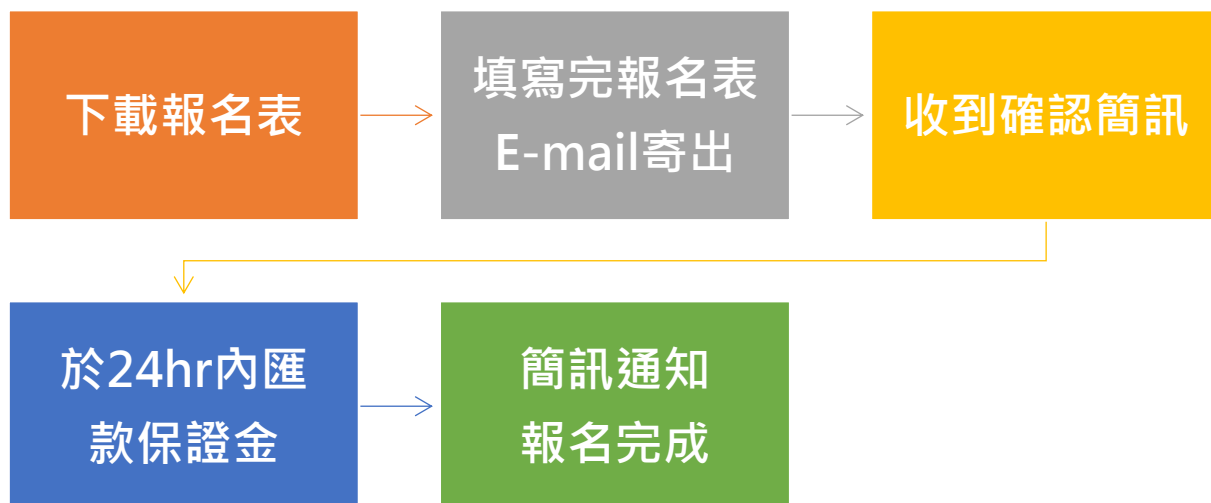 下載報名表
填寫完報名表
E-mail寄出
收到確認簡訊
於24hr內匯
款保證金
簡訊通知
報名完成